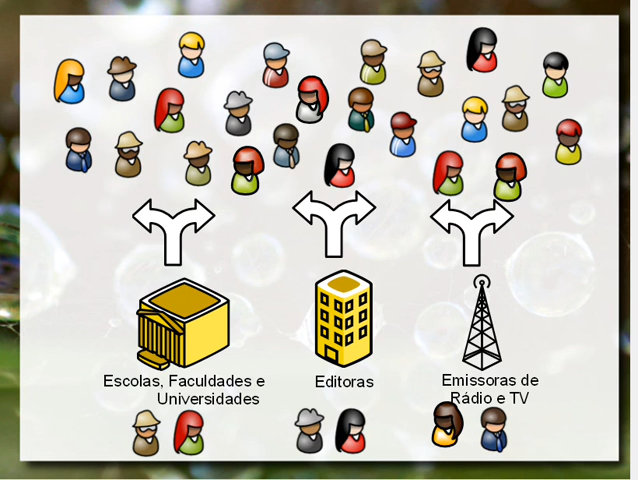 Escolas, Faculdades e
Universidades
Editoras
Emissoras de
Rádio e TV